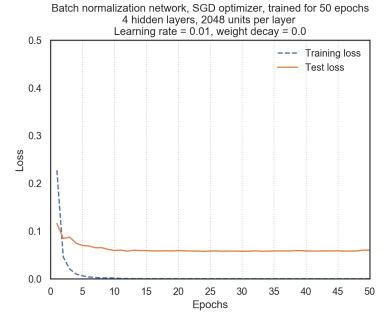 Batch normalization network, SGD optimizer, trained for 50 epochs
4 hidden layers, 2048 units per layer
Learning rate = 0.01, weight decay = 0.0
0.5
0.4
0.3
0.2
0.1
0.0
Loss
Training loss
Test loss
0 5 10 15 20 25 30 35 40 45 50
Epochs